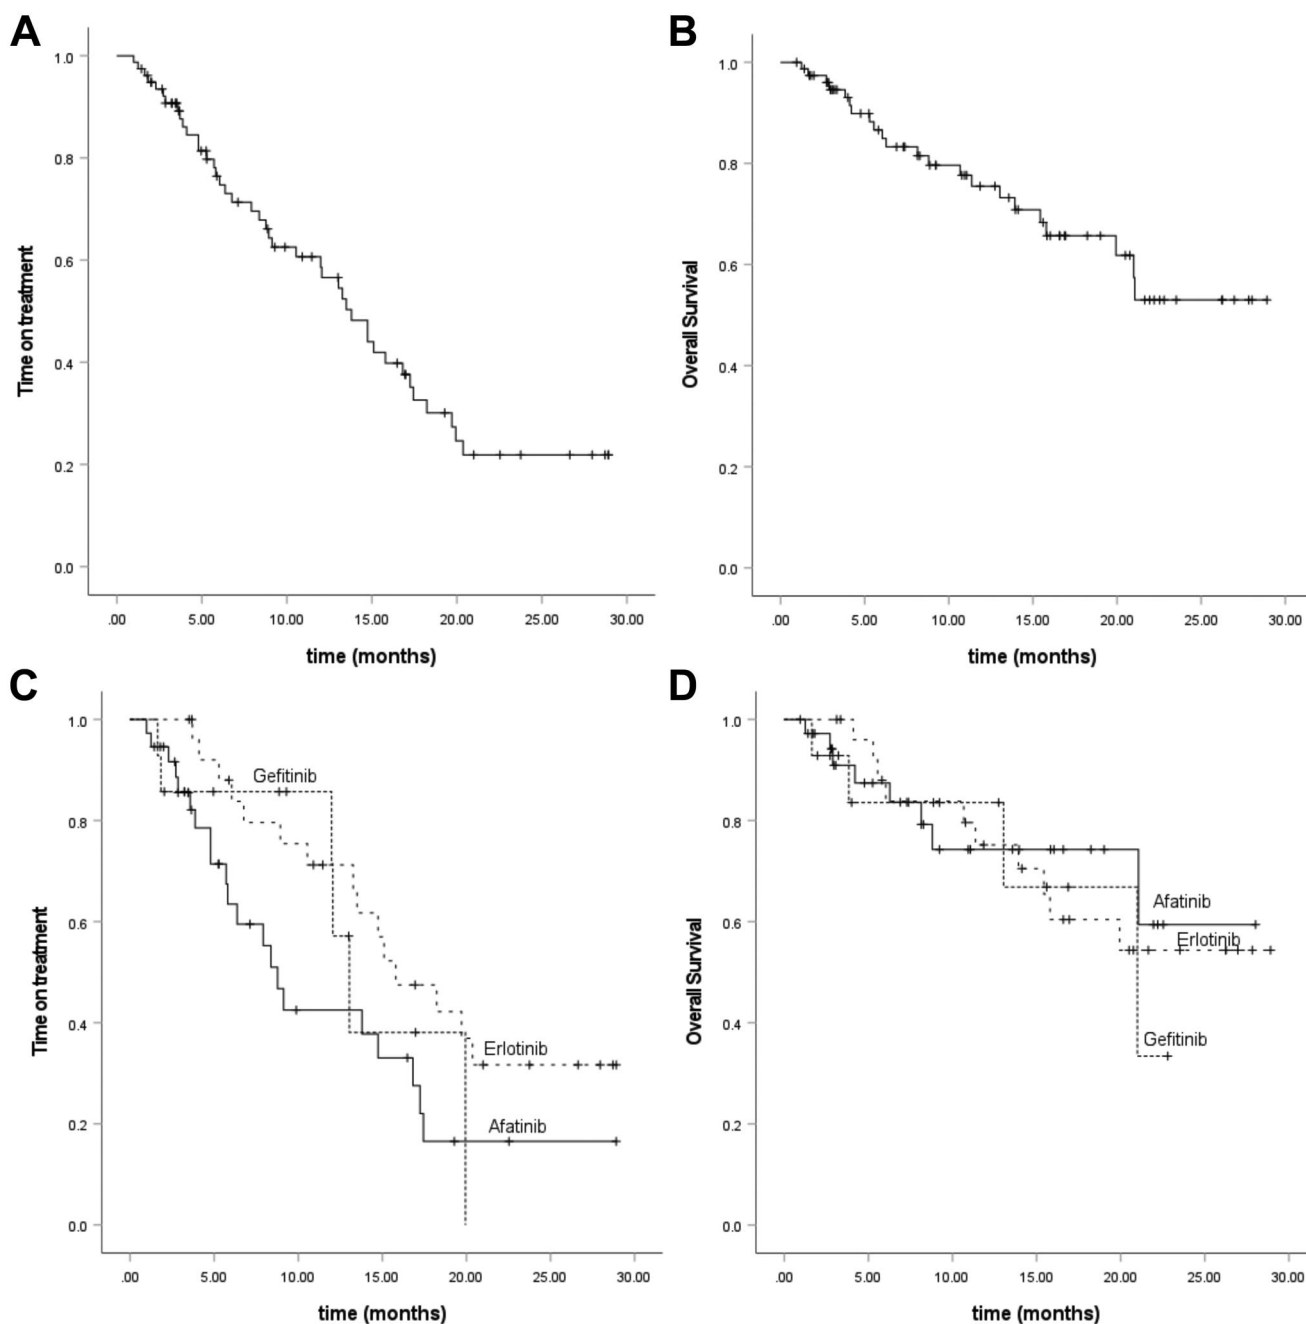 A
1.0
0.8
0.6
0.4
0.2
0.0
Time on treatment
.00 5.00 10.00 15.00 20.00 25.00 30.00
time (months)
B
1.0
0.8
0.6
0.4
0.2
0.0
Overall Survival
.00 5.00 10.00 15.00 20.00 25.00 30.00
time (months)
C
1.0
0.8
0.6
0.4
0.2
0.0
Time on treatment
Gefitinib
Erlotinib
Afatinib
.00 5.00 10.00 15.00 20.00 25.00 30.00
time (months)
D
1.0
0.8
0.6
0.4
0.2
0.0
Overall Survival
Afatinib
Erlotinib
Gefitinib
.00 5.00 10.00 15.00 20.00 25.00 30.00
time (months)